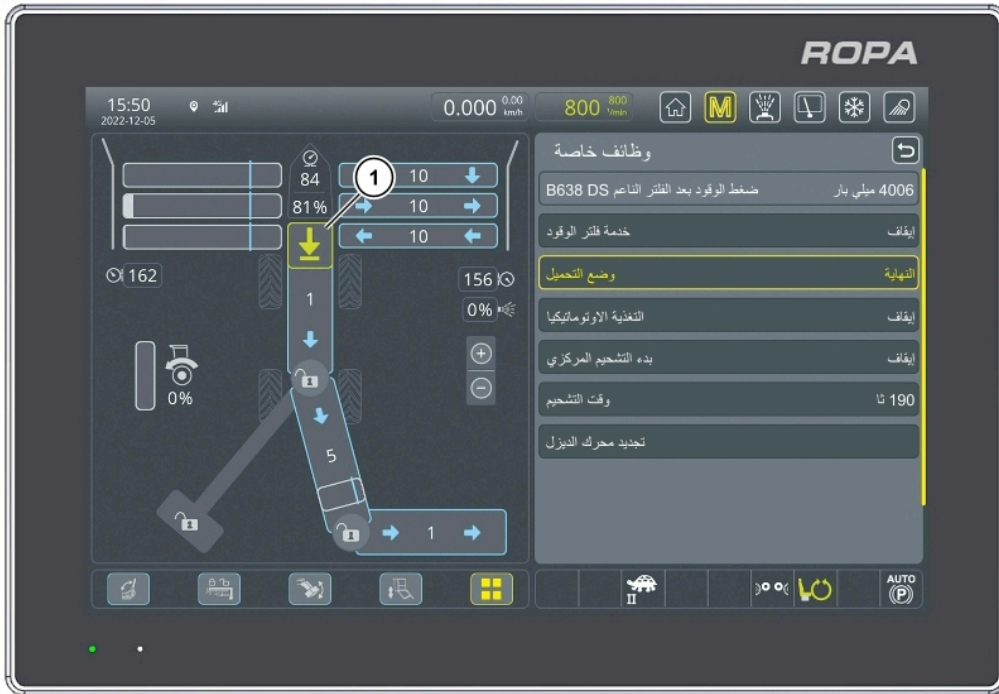 ROPA
15:50
2022-12-05
4G
0.000 0.00 km/h
800 800 1/min
M
84
81%
1
10
10
10
162
156
0%
1
0%
5
1
وظائف خاصة
ضغط الوقود بعد الفلتر الناعم B638 DS 4006 ميلي بار
خدمة فلتر الوقود إيقاف
وضع التحميل النهاية
التغذية الاوتوماتيكيا إيقاف
بدء التشحيم المركزي إيقاف
وقت التشحيم 190 ثا
تجديد محرك الديزل
II
AUTO
P